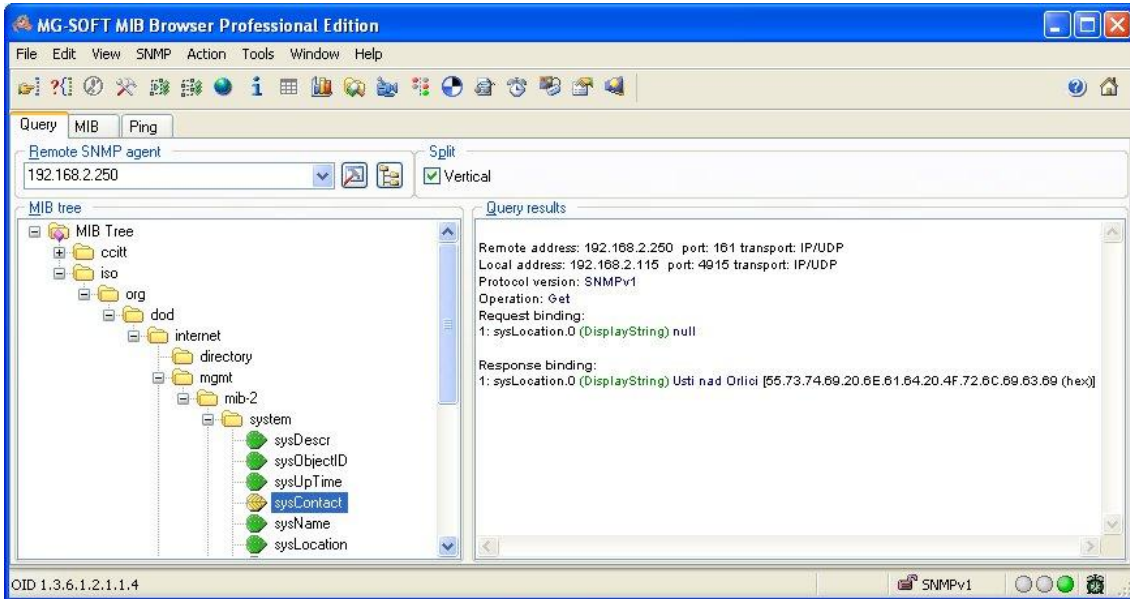 MG-SOFT MIB Browser Professional Edition
File Edit View SNMP Action Tools Window Help
Query MIB Ping
Remote SNMP agent
192.168.2.250
Split
Vertical
MIB tree
MIB Tree
ccitt
iso
org
dod
internet
directory
mgmt
mib-2
system
sysDescr
sysObjectID
sysUpTime
sysContact
sysName
sysLocation
Query results
Remote address: 192.168.2.250 port: 161 transport: IP/UDP
Local address: 192.168.2.115 port: 4915 transport: IP/UDP
Protocol version: SNMPv1
Operation: Get
Request binding:
1: sysLocation.0 (DisplayString) null
Response binding:
1: sysLocation.0 (DisplayString) Usti nad Orlici [55.73.74.69.20.6E.61.64.20.4F.72.6C.69.63.69 (hex)]
OID 1.3.6.1.2.1.1.4
SNMPv1